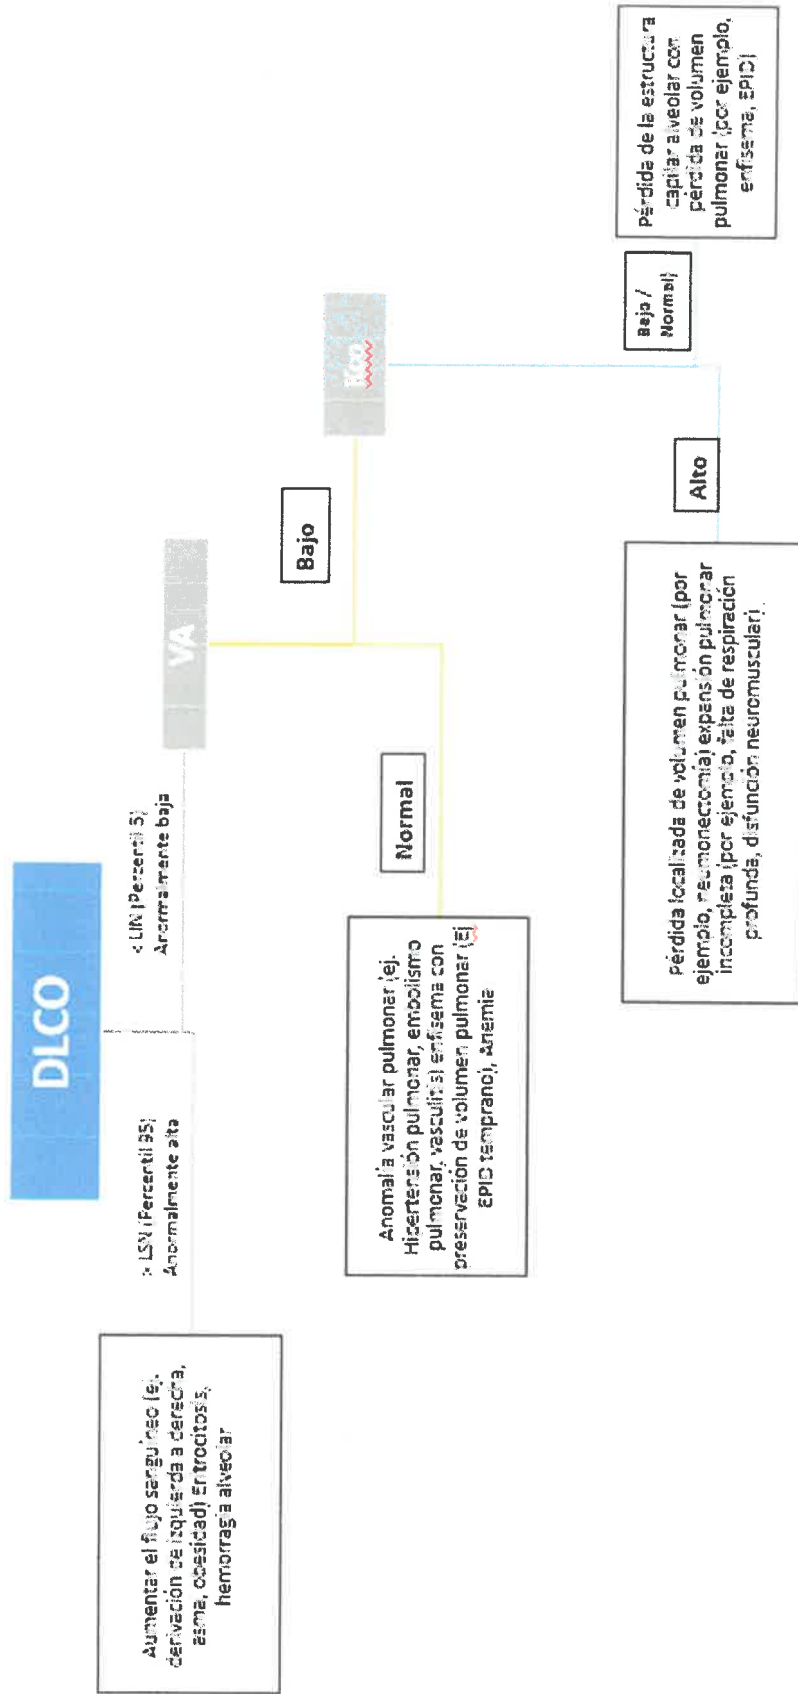 DLCO
> LSN (Percentil 95)
Anormalmente alta
< LIN (Percentil 5)
Anormalmente baja
Aumentar el flujo sanguíneo (ej.
derivación de izquierda a derecha,
asma, obesidad) Eritrocitosis,
hemorragia alveolar
VA
Normal
Bajo
Anomalía vascular pulmonar (ej.
Hipertensión pulmonar, embolismo
pulmonar, vasculitis) enfisema con
preservación de volumen pulmonar (Ej
EPID temprano), Anemia
Kco
Alto
Bajo /
Normal)
Pérdida localizada de volumen pulmonar (por
ejemplo, neumonectomía) expansión pulmonar
incompleta (por ejemplo, falta de respiración
profunda, disfunción neuromuscular)
Pérdida de la estructura
capilar alveolar con
pérdida de volumen
pulmonar (por ejemplo,
enfisema, EPID)